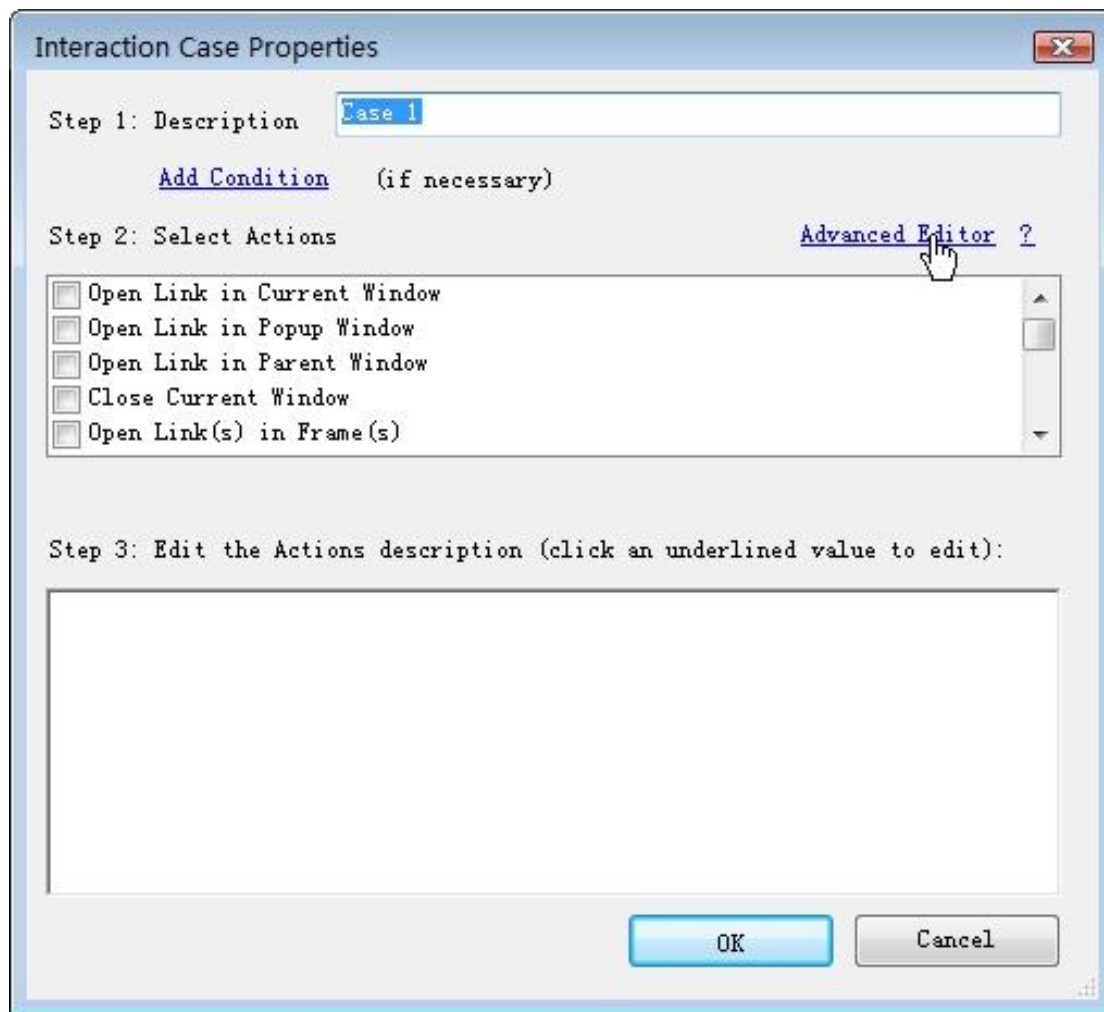 Interaction Case Properties
Step 1: Description Case 1
Add Condition (if necessary)
Step 2: Select Actions Advanced Editor ?
Open Link in Current Window
Open Link in Popup Window
Open Link in Parent Window
Close Current Window
Open Link(s) in Frame(s)
Step 3: Edit the Actions description (click an underlined value to edit):
OK Cancel